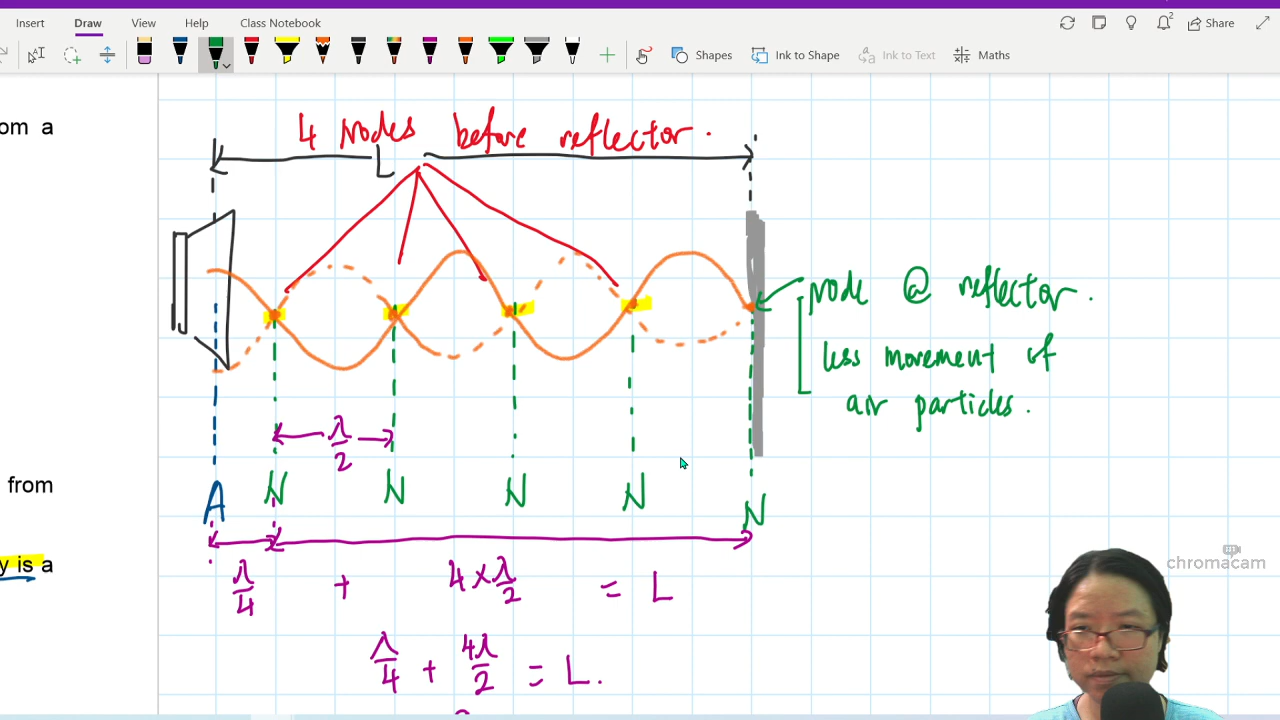 Insert Draw View Help Class Notebook 2 Share
Shapes Ink to Shape Ink to Text Maths
om a
4 Nodes before reflector.
L
Node @ reflector.
less movement of
air particles.
λ/2
from
A N N N N N
y is a
λ/4 + 4×λ/2 = L
λ/4 + 4λ/2 = L.
chromacam